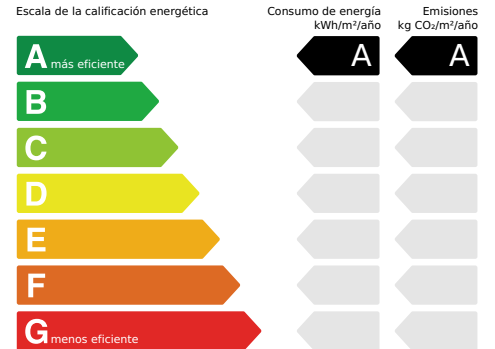 Escala de la calificación energética
Consumo de energía
kWh/m²/año
Emisiones
kg CO₂/m²/año
A más eficiente
A
A
B
C
D
E
F
G menos eficiente